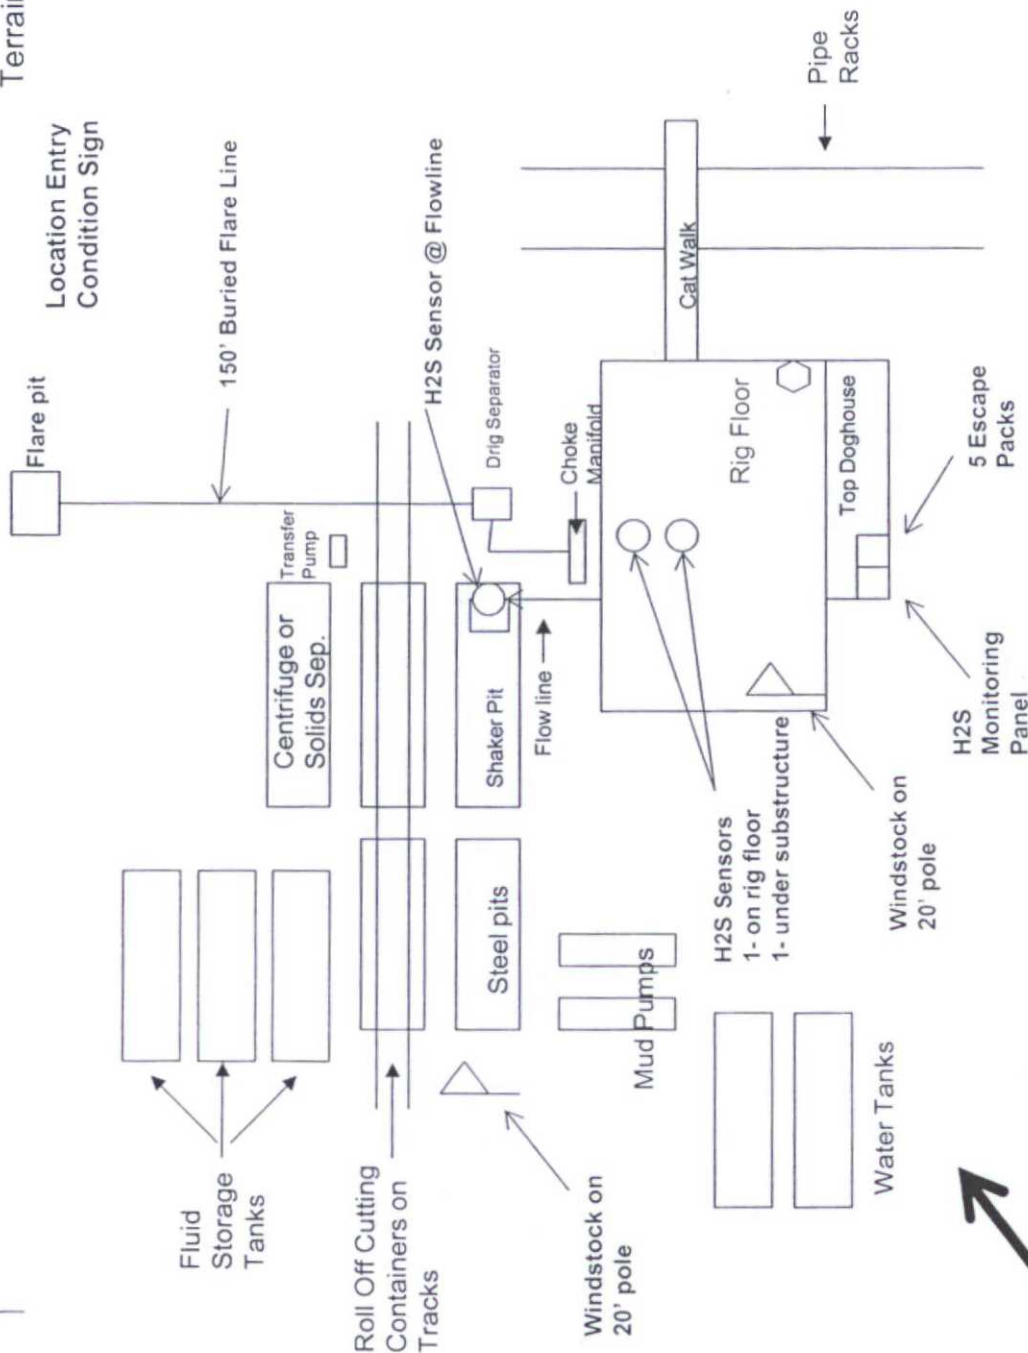 Terrain
Location Entry
Condition Sign
Flare pit
150' Buried Flare Line
H2S Sensor @ Flowline
Drlg Separator
Choke
Manifold
Pipe
Racks
Cat Walk
Transfer
Pump
Centrifuge or
Solids Sep.
Fluid
Storage
Tanks
Roll Off Cutting
Containers on
Tracks
Shaker Pit
Steel pits
Flow line
Rig Floor
Top Doghouse
5 Escape
Packs
H2S
Monitoring
Panel
H2S Sensors
1- on rig floor
1- under substructure
Windstock on
20' pole
Mud Pumps
Windstock on
20' pole
Water Tanks